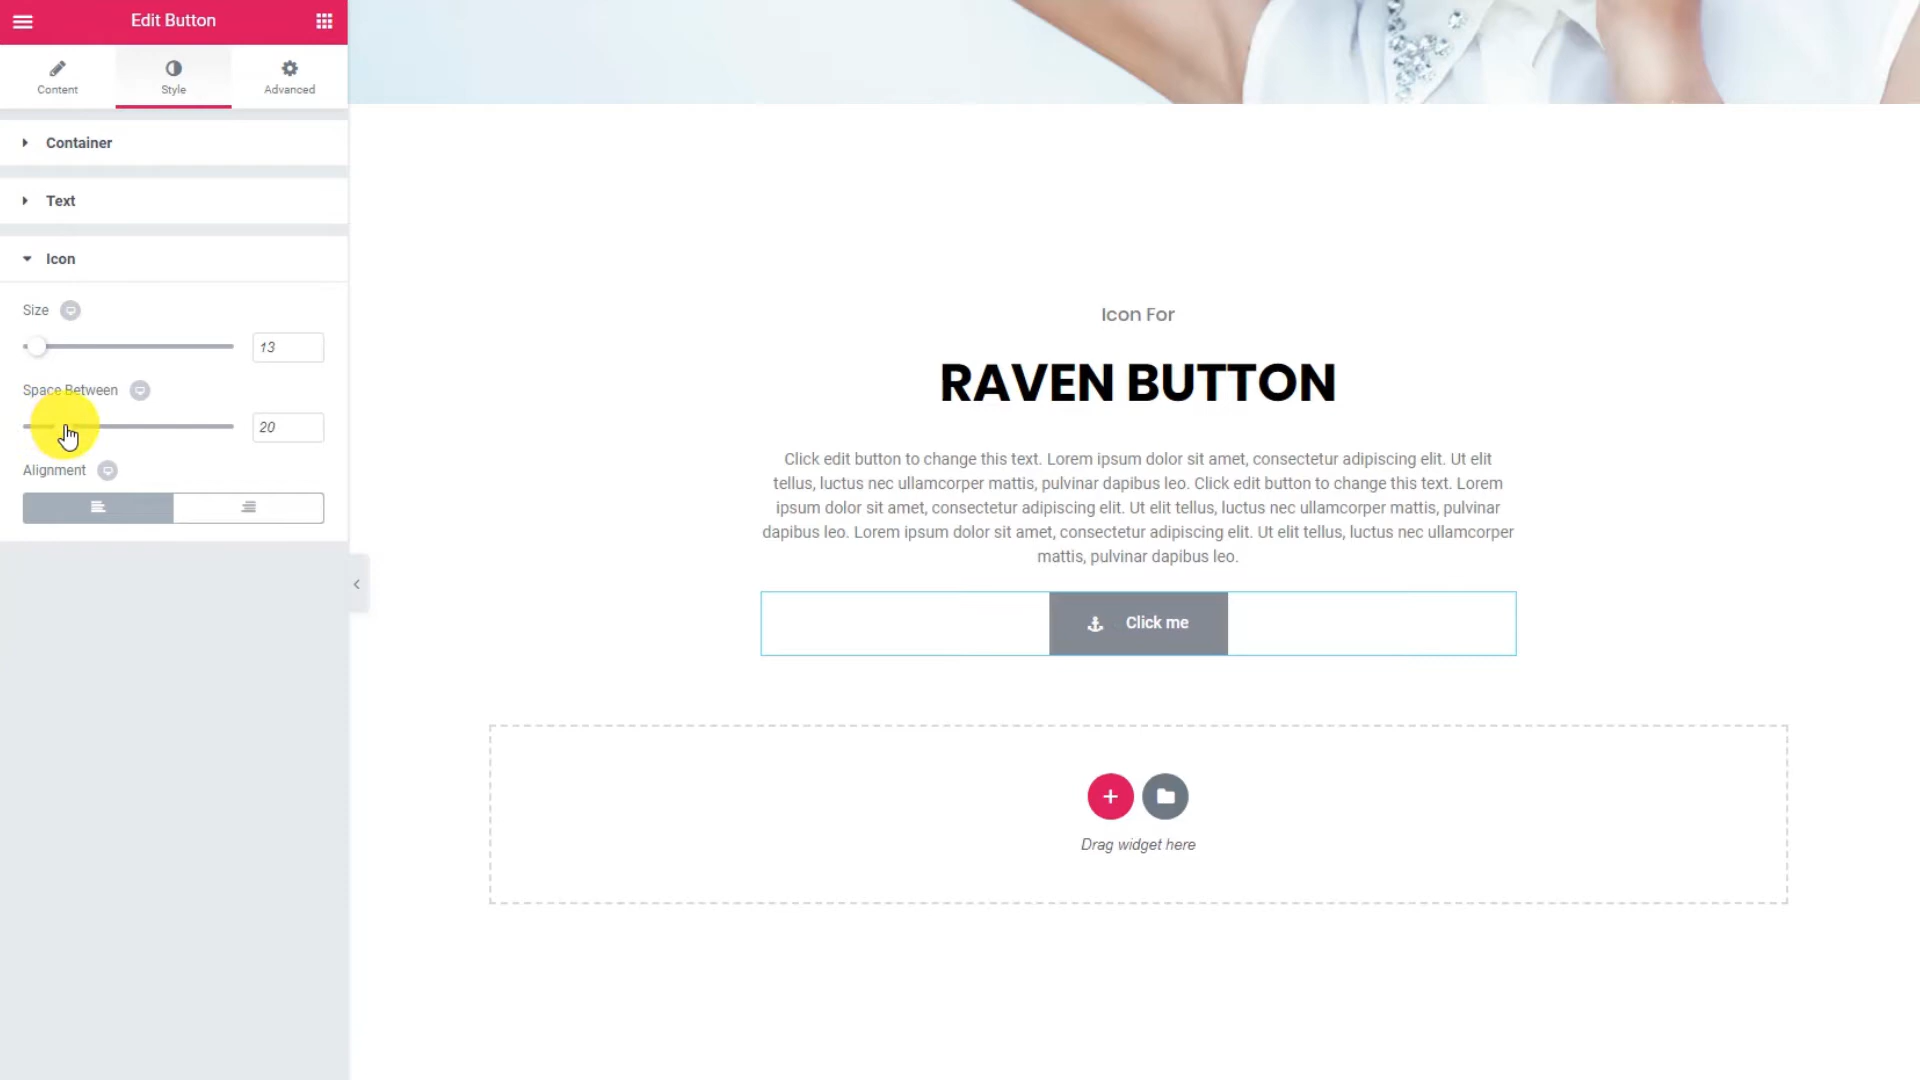 Edit Button
Content
Style
Advanced
Container
Text
Icon
Size
13
Space Between
20
Alignment
Icon For
RAVEN BUTTON
Click edit button to change this text. Lorem ipsum dolor sit amet, consectetur adipiscing elit. Ut elit
tellus, luctus nec ullamcorper mattis, pulvinar dapibus leo. Click edit button to change this text. Lorem
ipsum dolor sit amet, consectetur adipiscing elit. Ut elit tellus, luctus nec ullamcorper mattis, pulvinar
dapibus leo. Lorem ipsum dolor sit amet, consectetur adipiscing elit. Ut elit tellus, luctus nec ullamcorper
mattis, pulvinar dapibus leo.
Click me
Drag widget here